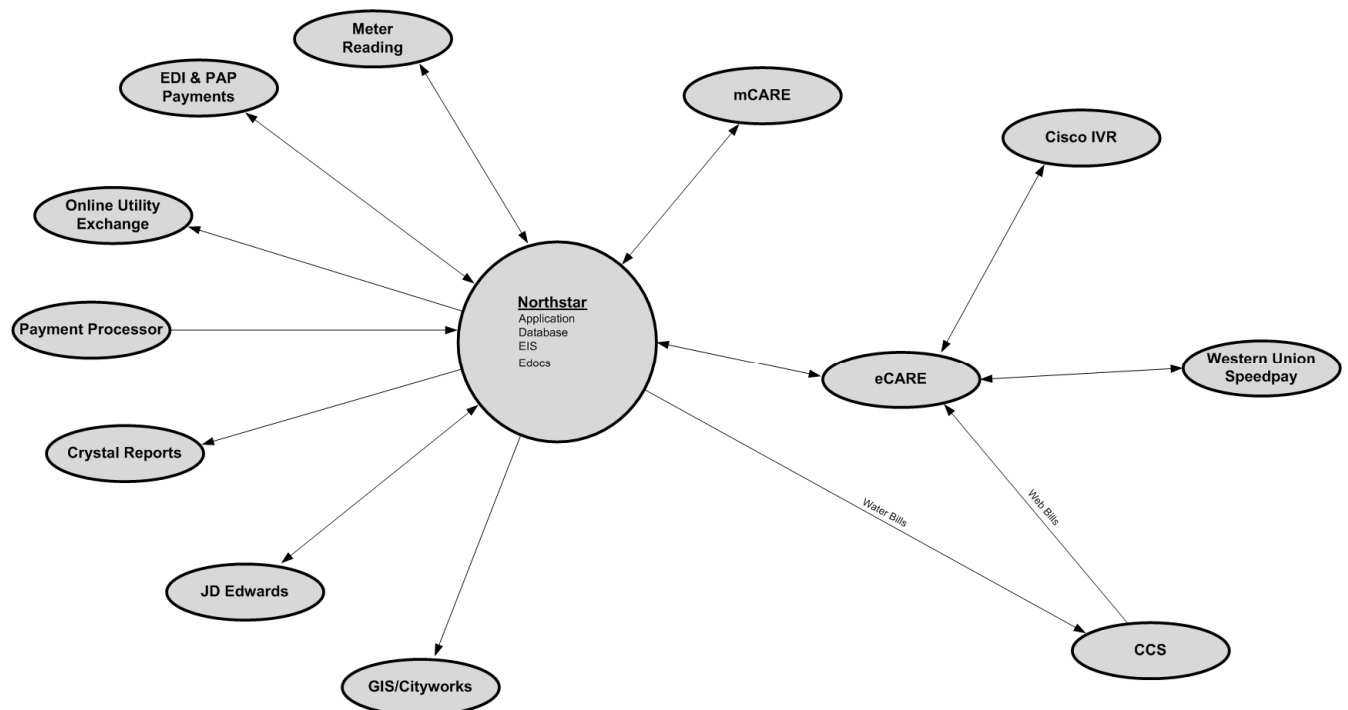 Meter
Reading
EDI & PAP
Payments
mCARE
Cisco IVR
Online Utility
Exchange
Northstar
Application
Database
EIS
Edocs
Payment Processor
Western Union
Speedpay
eCARE
Crystal Reports
Water Bills
Web Bills
JD Edwards
CCS
GIS/Cityworks